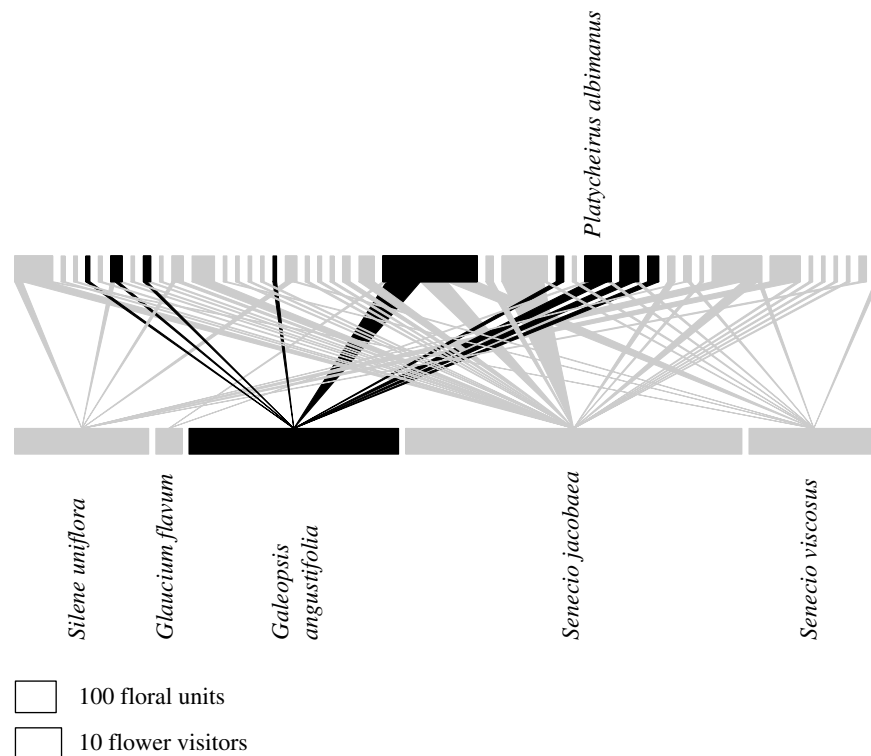 Platycheirus albimanus
Silene uniflora
Glaucium flavum
Galeopsis
angustifolia
Senecio jacobaea
Senecio viscosus
100 floral units
10 flower visitors